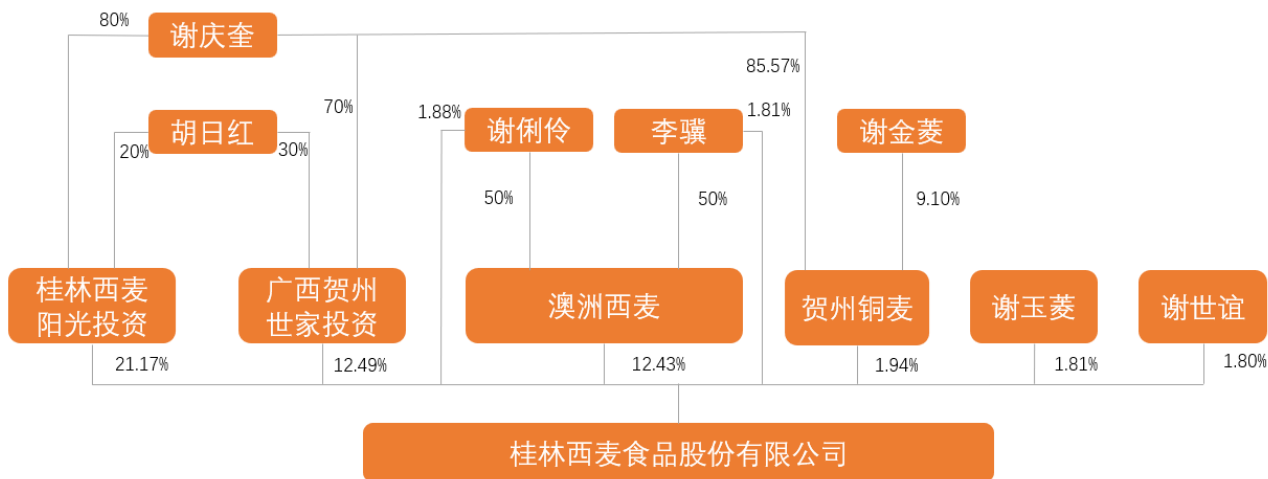 80%
谢庆奎
85.57%
70%
1.88%
谢俐伶
李骥
1.81%
谢金菱
胡日红
20%
30%
50%
50%
9.10%
桂林西麦
阳光投资
广西贺州
世家投资
澳洲西麦
贺州铜麦
谢玉菱
谢世谊
21.17%
12.49%
12.43%
1.94%
1.81%
1.80%
桂林西麦食品股份有限公司